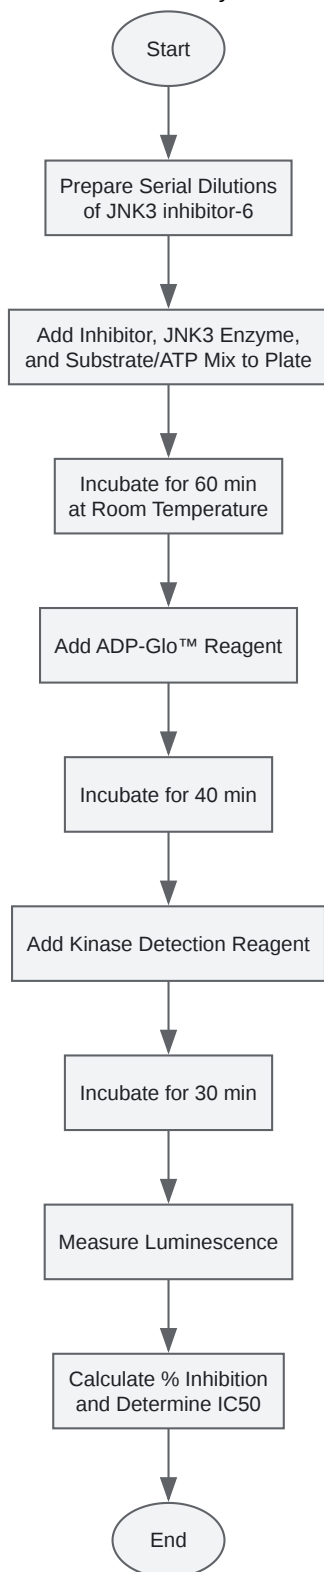 Start
Prepare Serial Dilutions
of JNK3 inhibitor-6
Add Inhibitor, JNK3 Enzyme,
and Substrate/ATP Mix to Plate
Incubate for 60 min
at Room Temperature
Add ADP-Glo™ Reagent
Incubate for 40 min
Add Kinase Detection Reagent
Incubate for 30 min
Measure Luminescence
Calculate % Inhibition
and Determine IC50
End